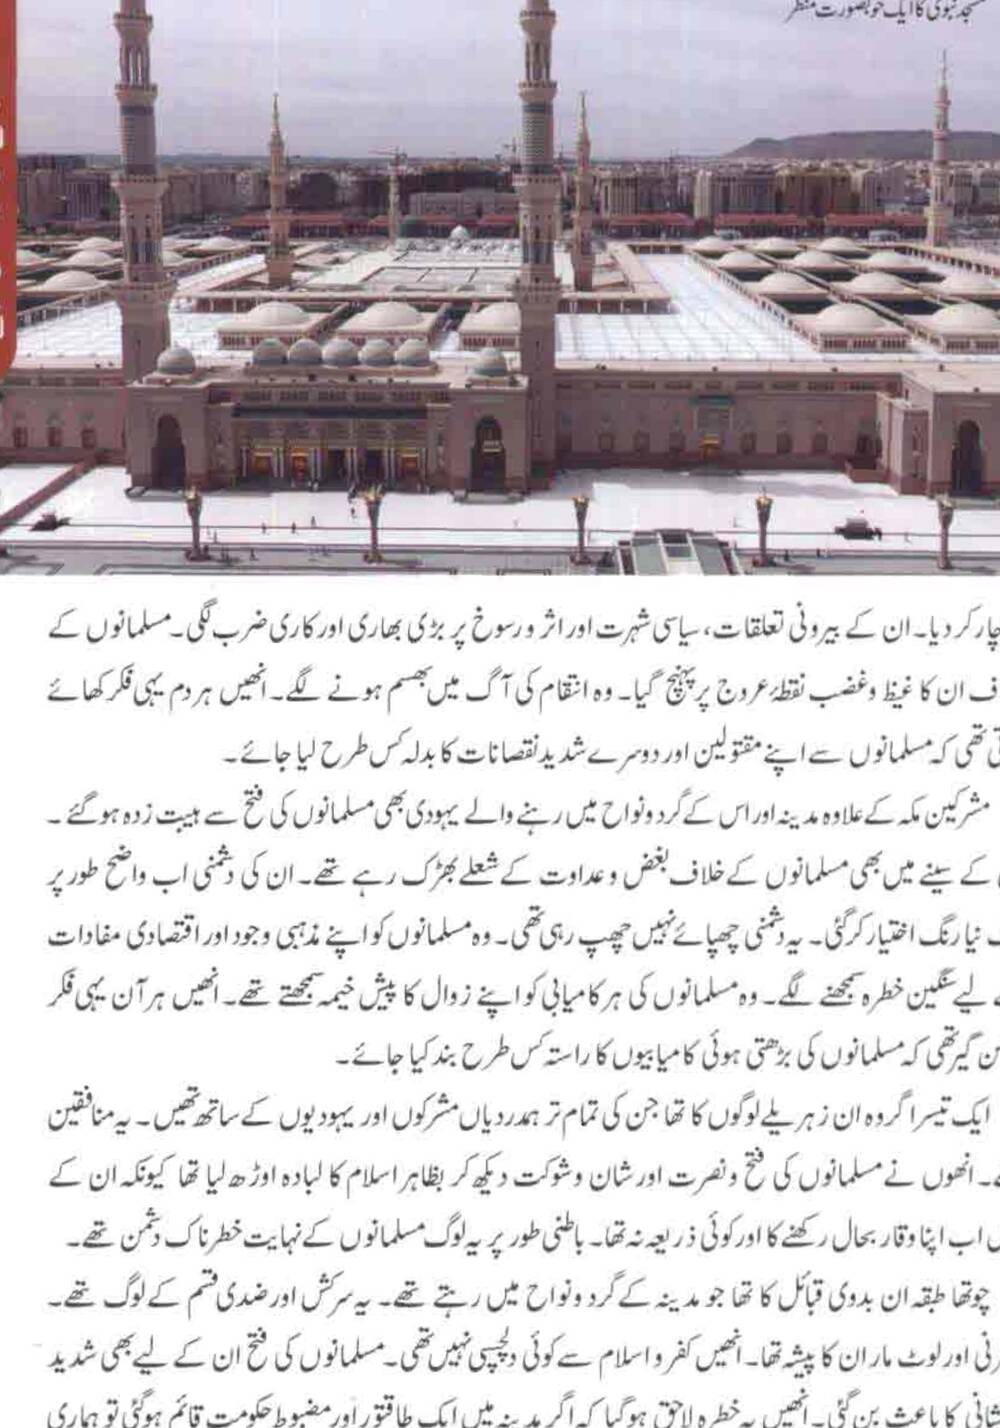 مسجد نبوی کا ایک خوبصورت منظر
چار کر دیا۔ ان کے بیرونی تعلقات، سیاسی شہرت اور اثر و رسوخ پر بڑی بھاری اور کاری ضرب لگی۔ مسلمانوں کے
ف ان کا غیظ وغضب نقطۂ عروج پر پہنچ گیا۔ وہ انتقام کی آگ میں بھسم ہونے لگے۔ انھیں ہر دم یہی فکر کھائے
تی تھی کہ مسلمانوں سے اپنے مقتولین اور دوسرے شدید نقصانات کا بدلہ کس طرح لیا جائے۔
مشرکین مکہ کے علاوہ مدینہ اور اس کے گرد ونواح میں رہنے والے یہودی بھی مسلمانوں کی فتح سے ہیبت زدہ ہوگئے۔
کے سینے میں بھی مسلمانوں کے خلاف بغض و عداوت کے شعلے بھڑک رہے تھے۔ ان کی دشمنی اب واضح طور پر
نیا رنگ اختیار کرگئی۔ یہ دشمنی چھپائے نہیں چھپ رہی تھی۔ وہ مسلمانوں کو اپنے مذہبی وجود اور اقتصادی مفادات
لیے سنگین خطرہ سمجھنے لگے۔ وہ مسلمانوں کی ہر کامیابی کو اپنے زوال کا پیش خیمہ سمجھتے تھے۔ انھیں ہر آن یہی فکر
ن گیر تھی کہ مسلمانوں کی بڑھتی ہوئی کامیابیوں کا راستہ کس طرح بند کیا جائے۔
ایک تیسرا گروہ ان زہریلے لوگوں کا تھا جن کی تمام تر ہمدردیاں مشرکوں اور یہودیوں کے ساتھ تھیں۔ یہ منافقین
انھوں نے مسلمانوں کی فتح ونصرت اور شان وشوکت دیکھ کر بظاہر اسلام کا لبادہ اوڑھ لیا تھا کیونکہ ان کے
اب اپنا وقار بحال رکھنے کا اور کوئی ذریعہ نہ تھا۔ باطنی طور پر یہ لوگ مسلمانوں کے نہایت خطرناک دشمن تھے۔
چوتھا طبقہ ان بدوی قبائل کا تھا جو مدینہ کے گرد ونواح میں رہتے تھے۔ یہ سرکش اور ضدی قسم کے لوگ تھے۔
زنی اور لوٹ مار ان کا پیشہ تھا۔ انھیں کفر و اسلام سے کوئی دلچسپی نہیں تھی۔ مسلمانوں کی فتح ان کے لیے بھی شدید
شانی کا باعث بن گئی۔ انھیں یہ خطرہ لاحق ہوگیا کہ اگر مدینہ میں ایک طاقتور اور مضبوط حکومت قائم ہوگئی تو ہماری